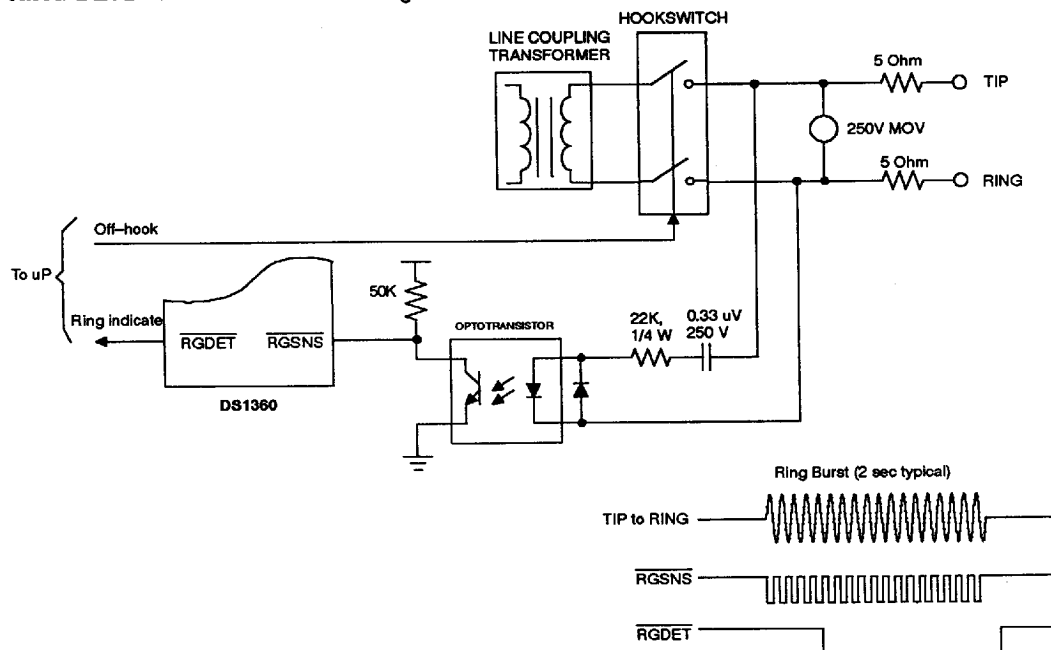 HOOKSWITCH
LINE COUPLING
TRANSFORMER
5 Ohm
TIP
250V MOV
5 Ohm
RING
Off–hook
To uP
Ring indicate
50K
RGDET
RGSNS
DS1360
OPTOTRANSISTOR
22K,
1/4 W
0.33 uV
250 V
Ring Burst (2 sec typical)
TIP to RING
RGSNS
RGDET